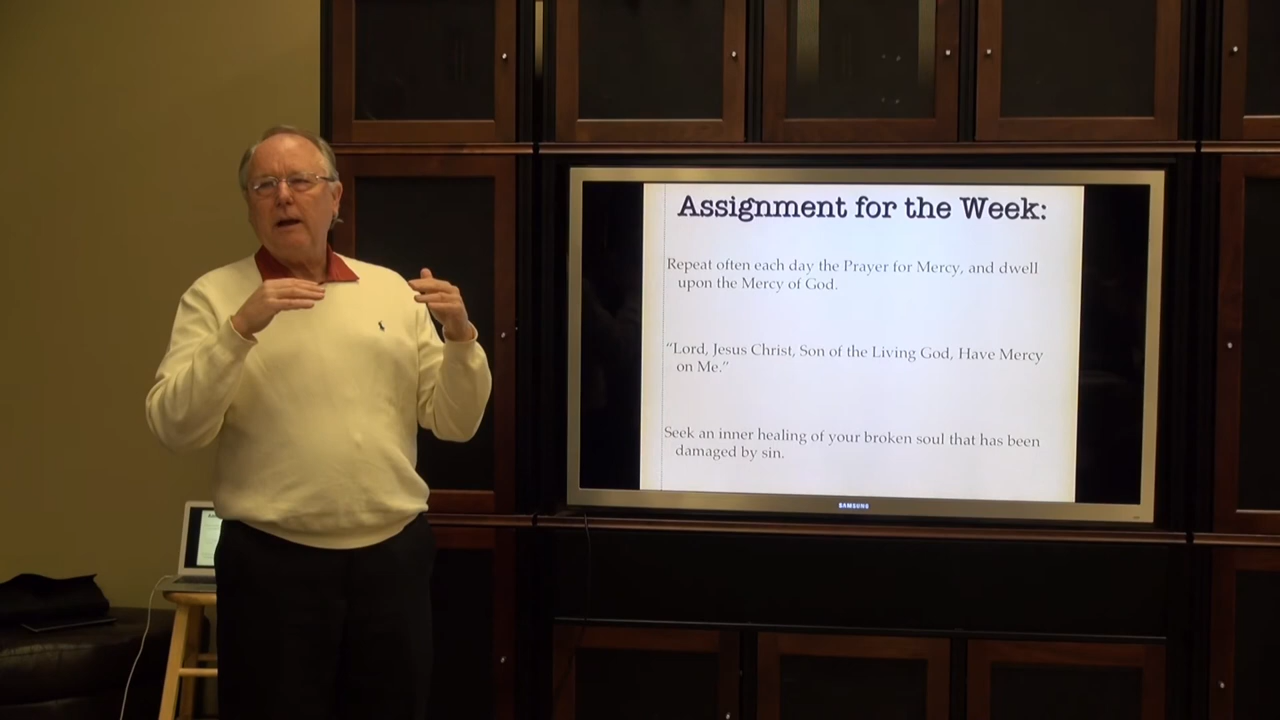 Assignment for the Week:
Repeat often each day the Prayer for Mercy, and dwell
upon the Mercy of God.
“Lord, Jesus Christ, Son of the Living God, Have Mercy
on Me.”
Seek an inner healing of your broken soul that has been
damaged by sin.
SAMSUNG